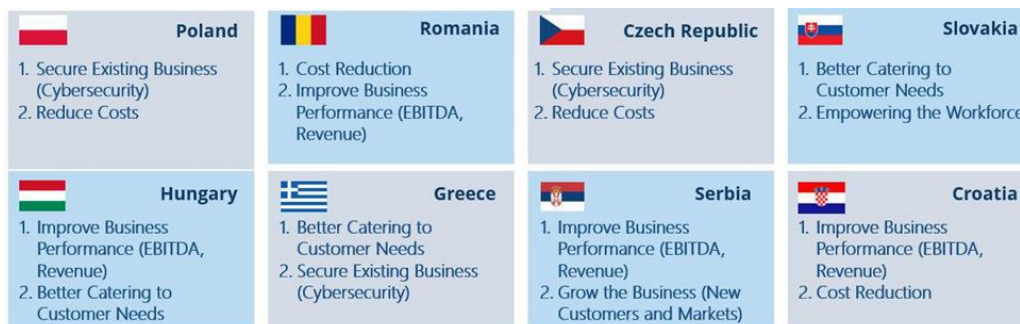 Poland
1. Secure Existing Business
(Cybersecurity)
2. Reduce Costs
Romania
1. Cost Reduction
2. Improve Business
Performance (EBITDA,
Revenue)
Czech Republic
1. Secure Existing Business
(Cybersecurity)
2. Reduce Costs
Slovakia
1. Better Catering to
Customer Needs
2. Empowering the Workforce
Hungary
1. Improve Business
Performance (EBITDA,
Revenue)
2. Better Catering to
Customer Needs
Greece
1. Better Catering to
Customer Needs
2. Secure Existing Business
(Cybersecurity)
Serbia
1. Improve Business
Performance (EBITDA,
Revenue)
2. Grow the Business (New
Customers and Markets)
Croatia
1. Improve Business
Performance (EBITDA,
Revenue)
2. Cost Reduction